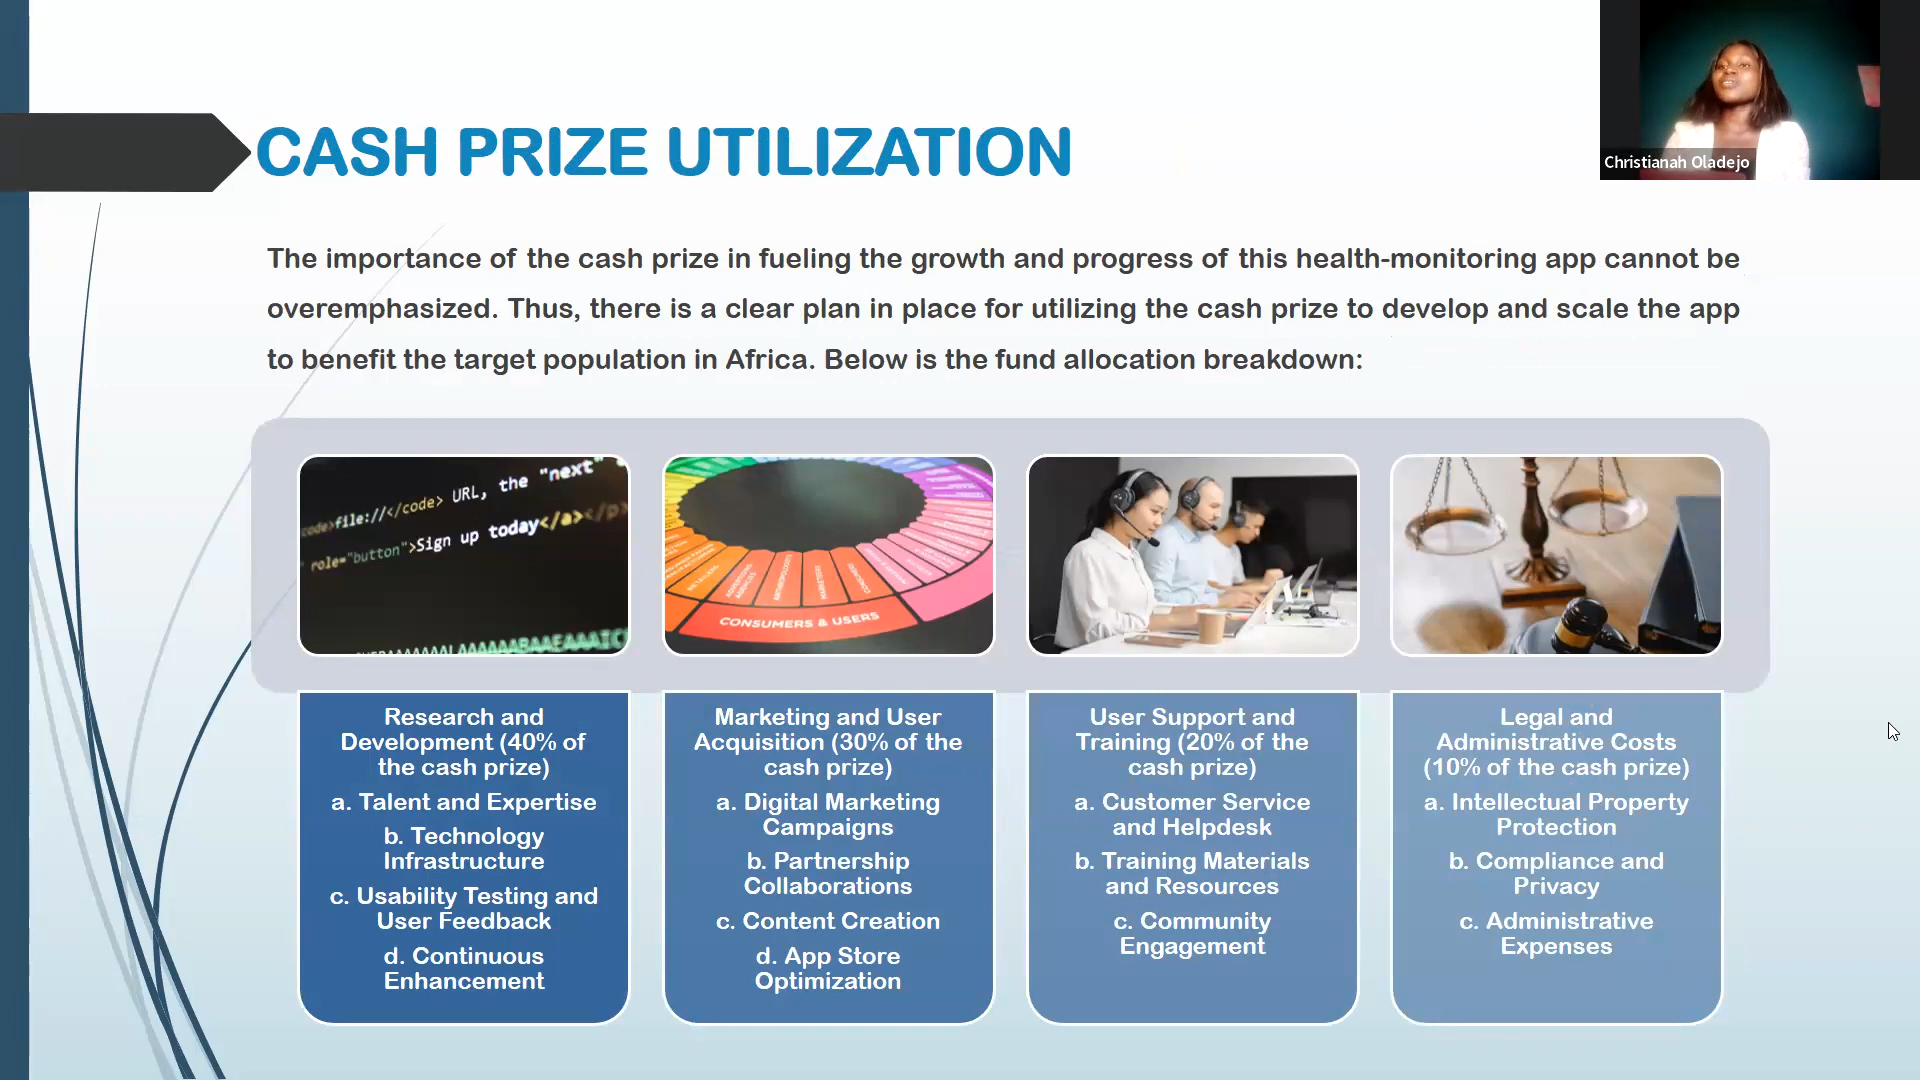 Christianah Oladejo
CASH PRIZE UTILIZATION
The importance of the cash prize in fueling the growth and progress of this health-monitoring app cannot be
overemphasized. Thus, there is a clear plan in place for utilizing the cash prize to develop and scale the app
to benefit the target population in Africa. Below is the fund allocation breakdown:
code>file://</code> URL, the "next"
role="button">Sign up today</a></p>
CONSUMERS & USERS
Research and
Development (40% of
the cash prize)
a. Talent and Expertise
b. Technology
Infrastructure
c. Usability Testing and
User Feedback
d. Continuous
Enhancement
Marketing and User
Acquisition (30% of the
cash prize)
a. Digital Marketing
Campaigns
b. Partnership
Collaborations
c. Content Creation
d. App Store
Optimization
User Support and
Training (20% of the
cash prize)
a. Customer Service
and Helpdesk
b. Training Materials
and Resources
c. Community
Engagement
Legal and
Administrative Costs
(10% of the cash prize)
a. Intellectual Property
Protection
b. Compliance and
Privacy
c. Administrative
Expenses